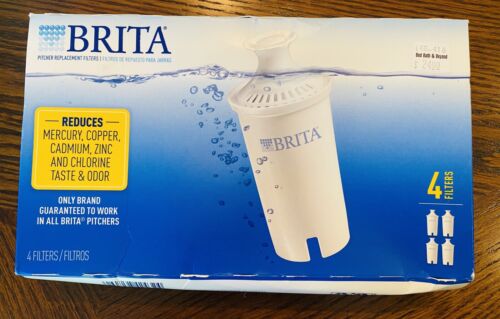 BRITA®
PITCHER REPLACEMENT FILTERS | FILTROS DE REPUESTO PARA JARRAS
REDUCES
MERCURY, COPPER,
CADMIUM, ZINC
AND CHLORINE
TASTE & ODOR
ONLY BRAND
GUARANTEED TO WORK
IN ALL BRITA® PITCHERS
4 FILTERS/FILTROS
BRITA®
Bed Bath & Beyond
4 FILTERS